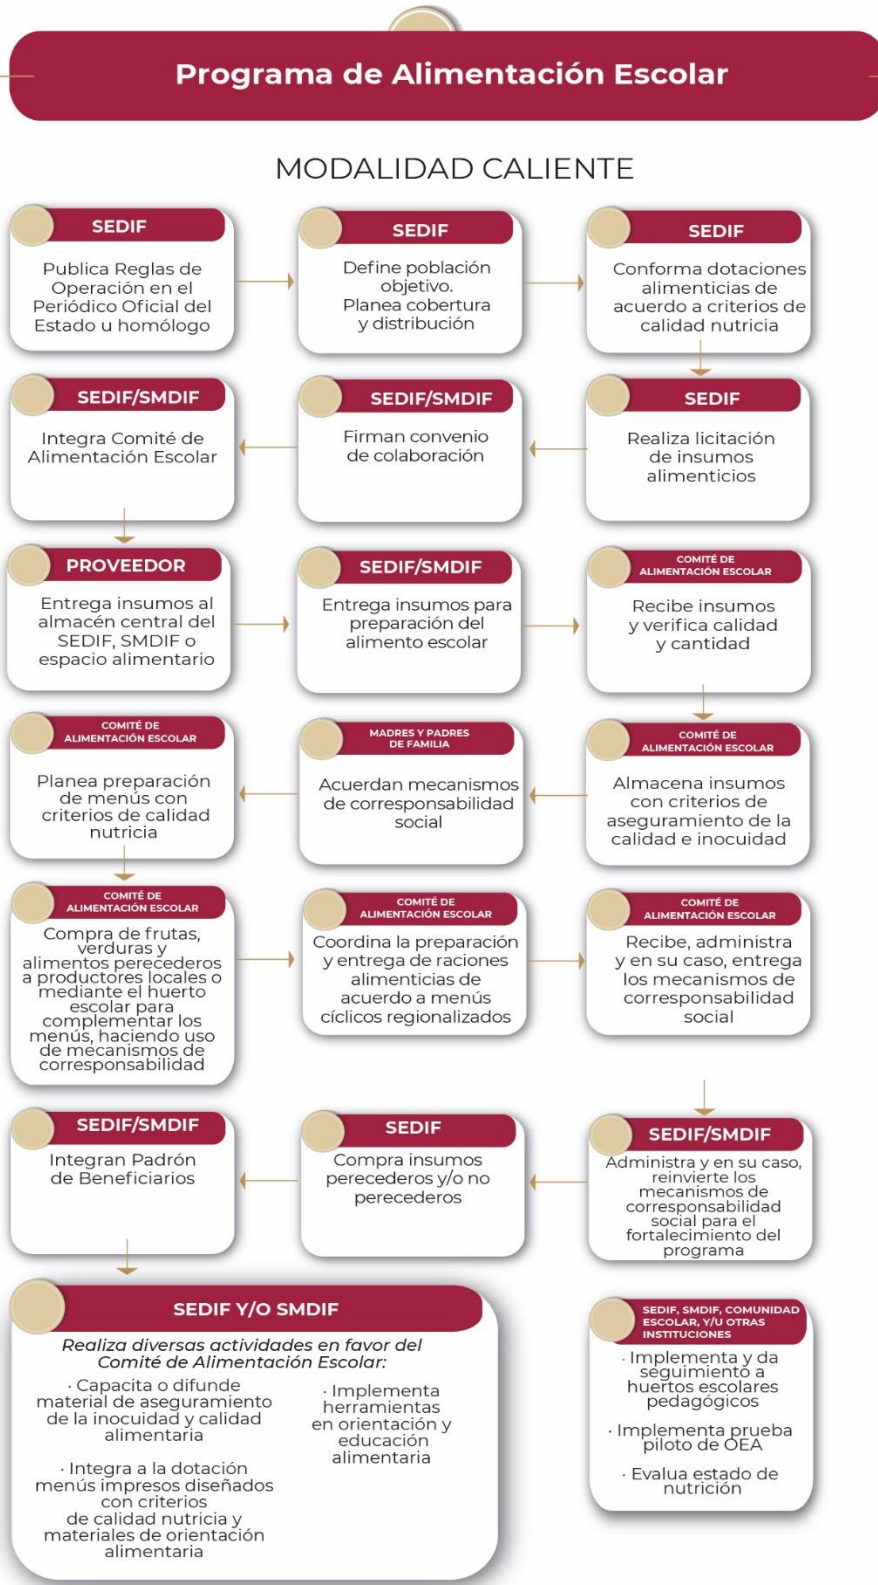 Programa de Alimentación Escolar
MODALIDAD CALIENTE
SEDIF
Publica Reglas de
Operación en el
Periódico Oficial del
Estado u homólogo
SEDIF
Define población
objetivo.
Planea cobertura
y distribución
SEDIF
Conforma dotaciones
alimenticias de
acuerdo a criterios de
calidad nutricia
SEDIF/SMDIF
Integra Comité de
Alimentación Escolar
SEDIF/SMDIF
Firman convenio
de colaboración
SEDIF
Realiza licitación
de insumos
alimenticios
PROVEEDOR
Entrega insumos al
almacén central del
SEDIF, SMDIF o
espacio alimentario
SEDIF/SMDIF
Entrega insumos para
preparación del
alimento escolar
COMITÉ DE
ALIMENTACIÓN ESCOLAR
Recibe insumos
y verifica calidad
y cantidad
COMITÉ DE
ALIMENTACIÓN ESCOLAR
Planea preparación
de menús con
criterios de calidad
nutricia
MADRES Y PADRES
DE FAMILIA
Acuerdan mecanismos
de corresponsabilidad
social
COMITÉ DE
ALIMENTACIÓN ESCOLAR
Almacena insumos
con criterios de
aseguramiento de la
calidad e inocuidad
COMITÉ DE
ALIMENTACIÓN ESCOLAR
Compra de frutas,
verduras y
alimentos perecederos
a productores locales o
mediante el huerto
escolar para
complementar los
menús, haciendo uso
de mecanismos de
corresponsabilidad
COMITÉ DE
ALIMENTACIÓN ESCOLAR
Coordina la preparación
y entrega de raciones
alimenticias de
acuerdo a menús
cíclicos regionalizados
COMITÉ DE
ALIMENTACIÓN ESCOLAR
Recibe, administra
y en su caso, entrega
los mecanismos de
corresponsabilidad
social
SEDIF/SMDIF
Integran Padrón
de Beneficiarios
SEDIF
Compra insumos
perecederos y/o no
perecederos
SEDIF/SMDIF
Administra y en su caso,
reinvierte los
mecanismos de
corresponsabilidad
social para el
fortalecimiento del
programa
SEDIF Y/O SMDIF
Realiza diversas actividades en favor del
Comité de Alimentación Escolar:
· Capacita o difunde
material de aseguramiento
de la inocuidad y calidad
alimentaria
· Integra a la dotación
menús impresos diseñados
con criterios
de calidad nutricia y
materiales de orientación
alimentaria
· Implementa
herramientas
en orientación y
educación
alimentaria
SEDIF, SMDIF, COMUNIDAD
ESCOLAR, Y/U OTRAS
INSTITUCIONES
· Implementa y da
seguimiento a
huertos escolares
pedagógicos
· Implementa prueba
piloto de OEA
· Evalua estado de
nutrición